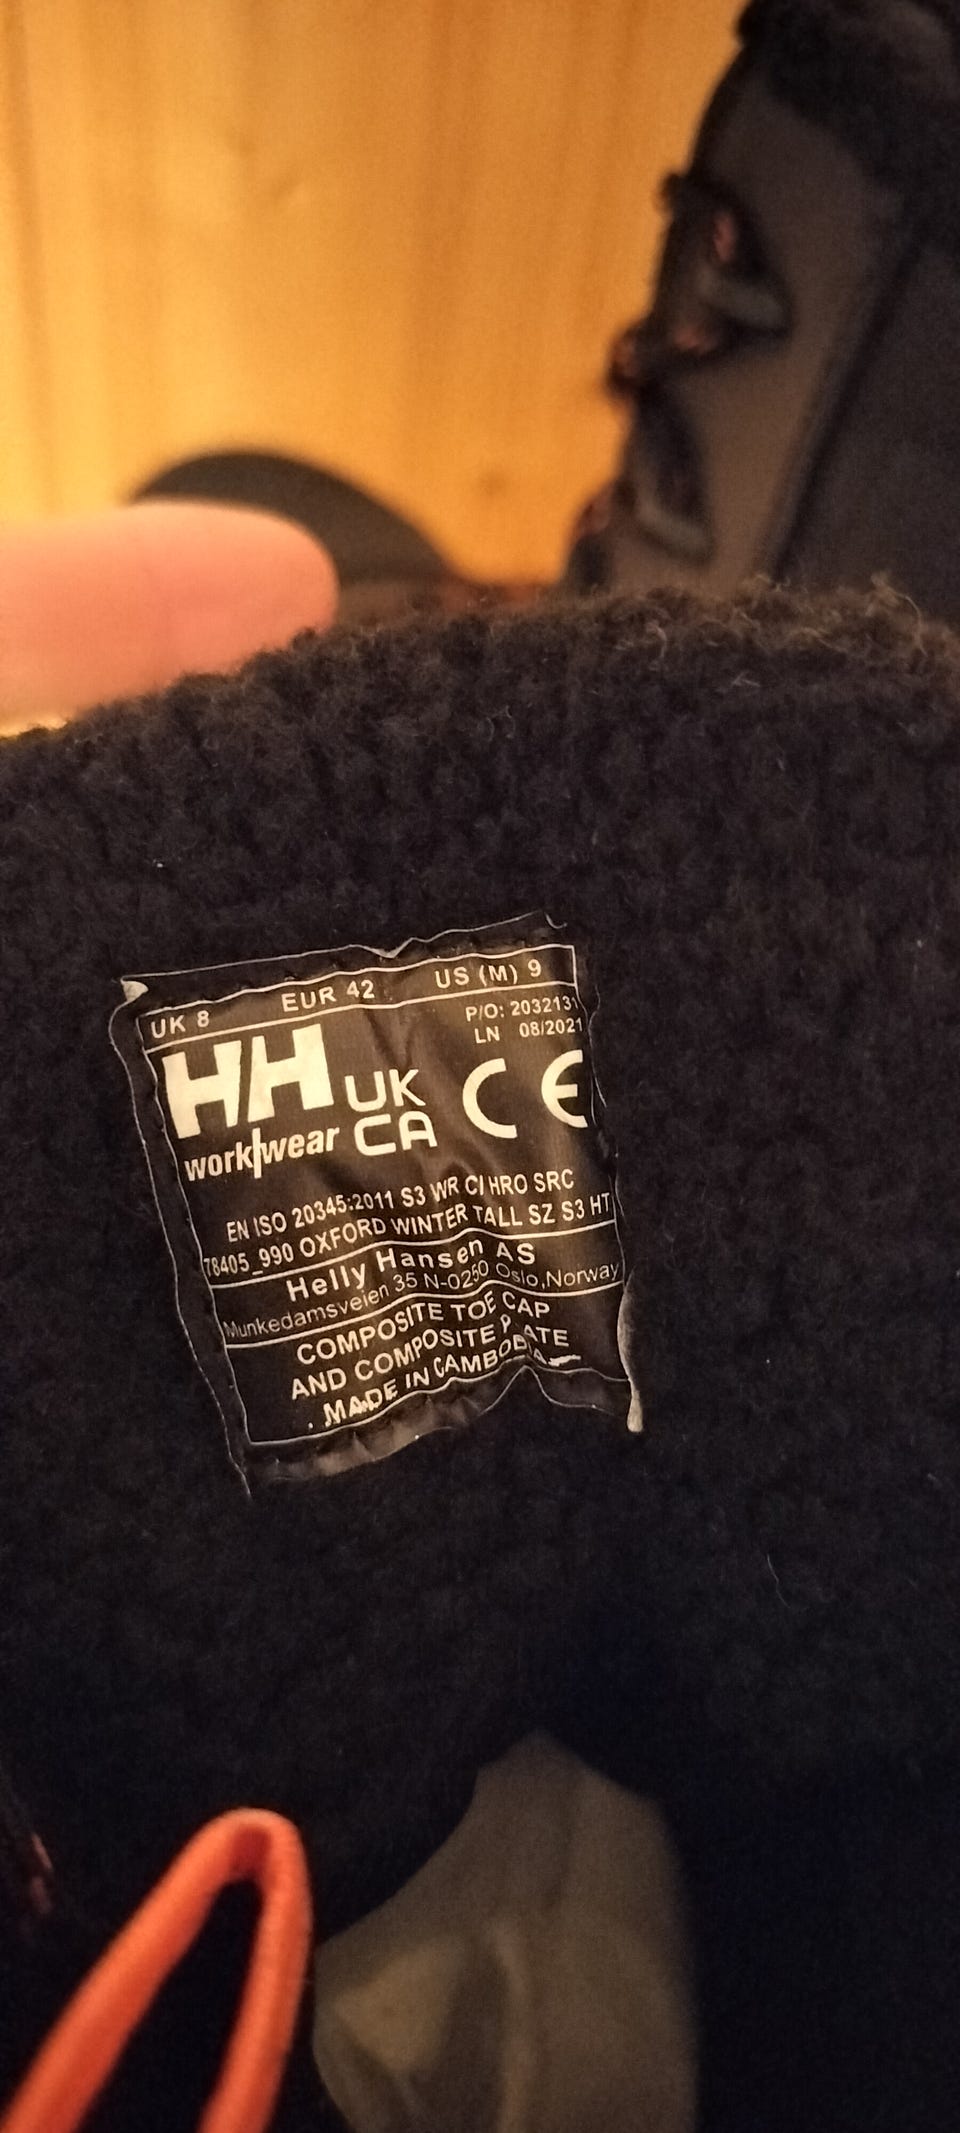 UK 8 EUR 42 US (M) 9
P/O: 2032131
LN 08/2021
HH UK CA CE
workwear
EN ISO 20345:2011 S3 WR CI HRO SRC
78405_990 OXFORD WINTER TALL SZ S3 HT
Helly Hansen AS
Munkedamsveien 35 N-0250 Oslo,Norway
COMPOSITE TOE CAP
AND COMPOSITE PLATE
MADE IN CAMBODIA